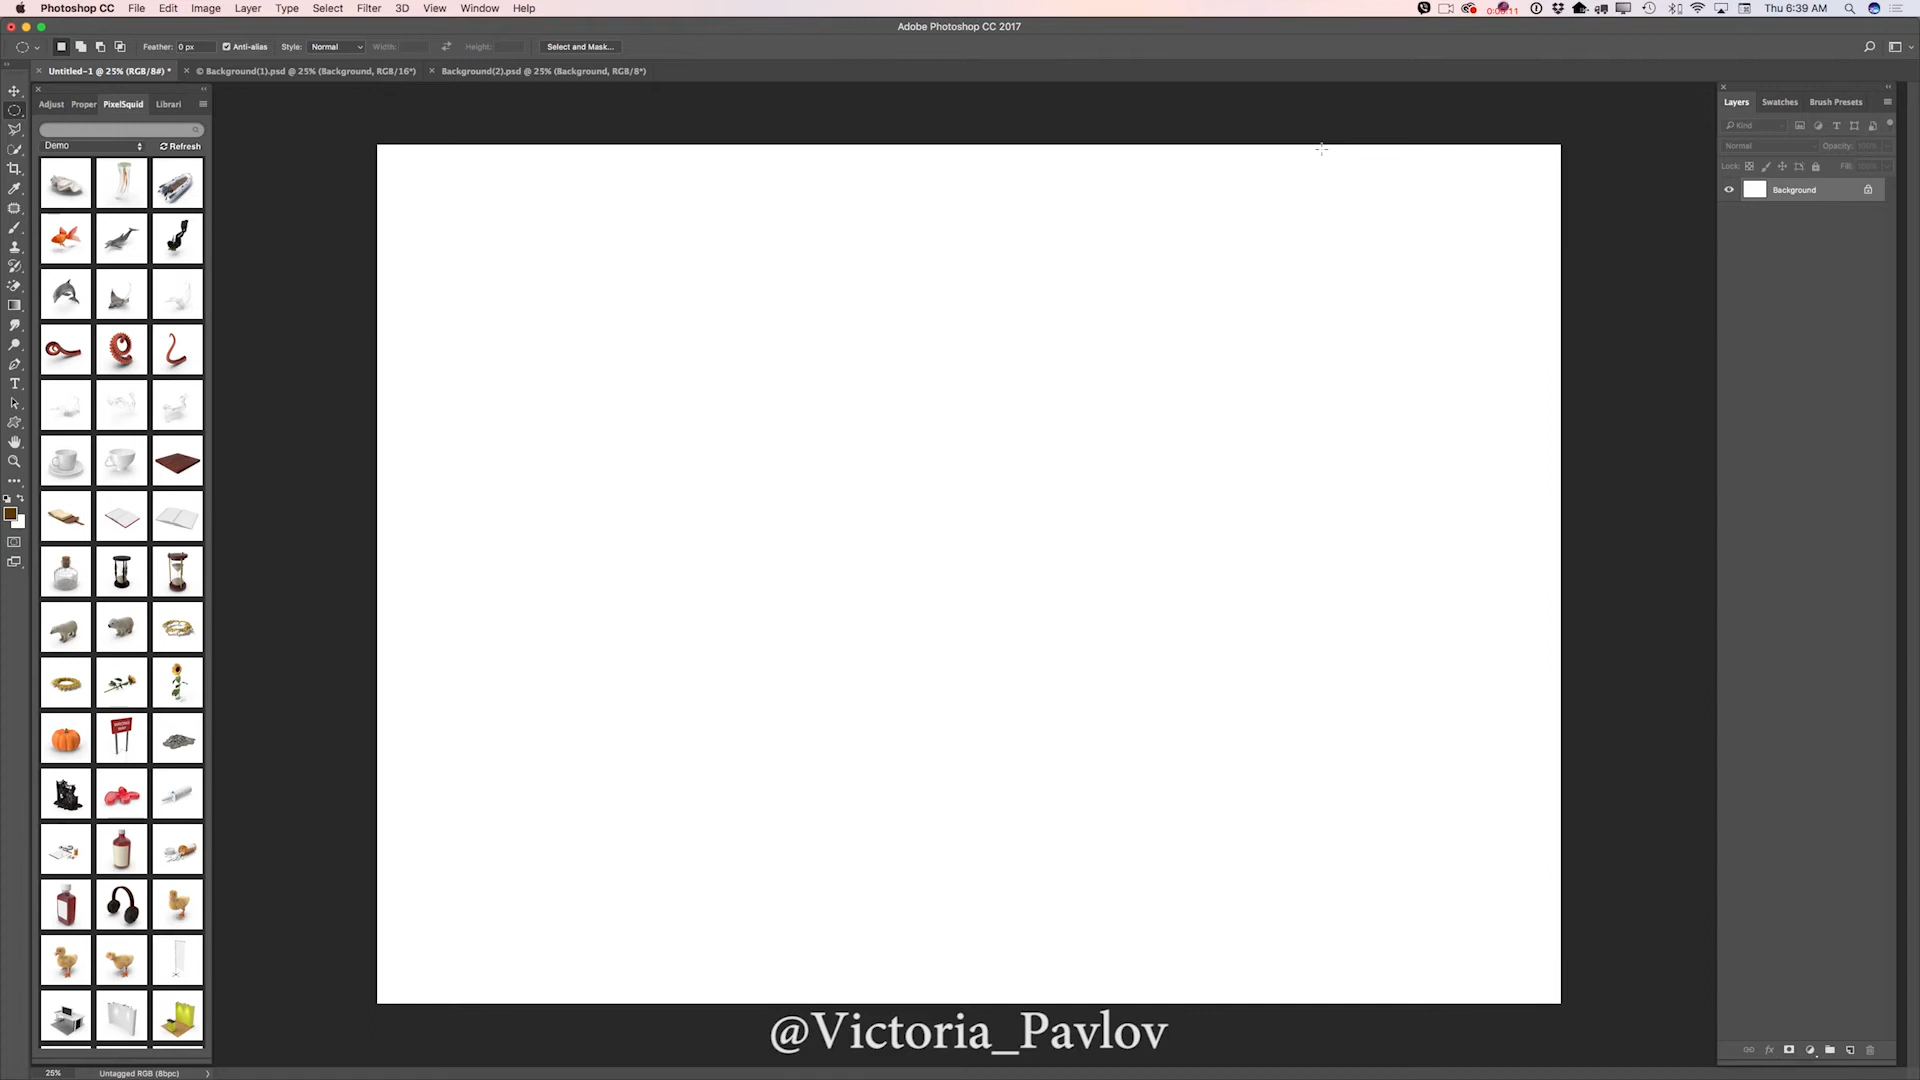 Photoshop CC File Edit Image Layer Type Select Filter 3D View Window Help Thu 6:39 AM
Adobe Photoshop CC 2017
Feather: 0 px Anti-alias Style: Normal Width: Height: Select and Mask...
Untitled-1 @ 25% (RGB/8#) * © Background(1).psd @ 25% (Background, RGB/16*) Background(2).psd @ 25% (Background, RGB/8*)
Adjust Proper PixelSquid Librari
Layers Swatches Brush Presets
Kind
Demo Refresh
Normal Opacity: 100%
Lock: Fill: 100%
Background
@Victoria_Pavlov
25% Untagged RGB (8bpc)